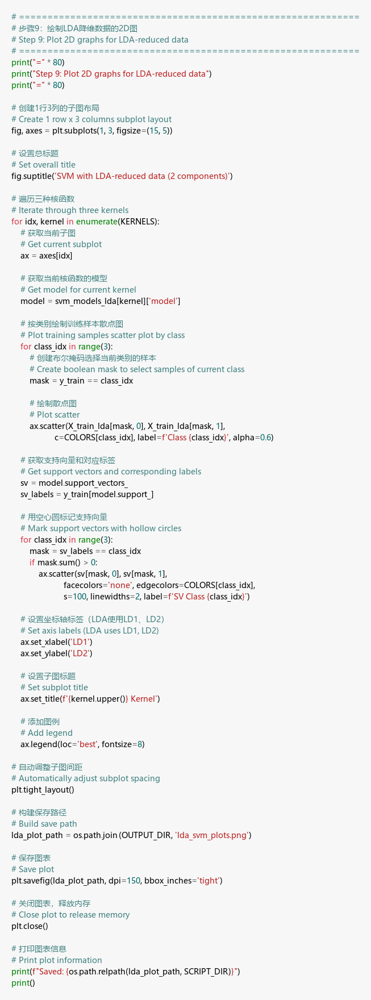 # ============================================================
# 步骤9：绘制LDA降维数据的2D图
# Step 9: Plot 2D graphs for LDA-reduced data
# ============================================================
print("=" * 80)
print("Step 9: Plot 2D graphs for LDA-reduced data")
print("=" * 80)

# 创建1行3列的子图布局
# Create 1 row x 3 columns subplot layout
fig, axes = plt.subplots(1, 3, figsize=(15, 5))

# 设置总标题
# Set overall title
fig.suptitle('SVM with LDA-reduced data (2 components)')

# 遍历三种核函数
# Iterate through three kernels
for idx, kernel in enumerate(KERNELS):
    # 获取当前子图
    # Get current subplot
    ax = axes[idx]

    # 获取当前核函数的模型
    # Get model for current kernel
    model = svm_models_lda[kernel]['model']

    # 按类别绘制训练样本散点图
    # Plot training samples scatter plot by class
    for class_idx in range(3):
        # 创建布尔掩码选择当前类别的样本
        # Create boolean mask to select samples of current class
        mask = y_train == class_idx

        # 绘制散点图
        # Plot scatter
        ax.scatter(X_train_lda[mask, 0], X_train_lda[mask, 1],
                   c=COLORS[class_idx], label=f'Class {class_idx}', alpha=0.6)

    # 获取支持向量和对应标签
    # Get support vectors and corresponding labels
    sv = model.support_vectors_
    sv_labels = y_train[model.support_]

    # 用空心圆标记支持向量
    # Mark support vectors with hollow circles
    for class_idx in range(3):
        mask = sv_labels == class_idx
        if mask.sum() > 0:
            ax.scatter(sv[mask, 0], sv[mask, 1],
                       facecolors='none', edgecolors=COLORS[class_idx],
                       s=100, linewidths=2, label=f'SV Class {class_idx}')

    # 设置坐标轴标签（LDA使用LD1、LD2）
    # Set axis labels (LDA uses LD1, LD2)
    ax.set_xlabel('LD1')
    ax.set_ylabel('LD2')

    # 设置子图标题
    # Set subplot title
    ax.set_title(f'{kernel.upper()} Kernel')

    # 添加图例
    # Add legend
    ax.legend(loc='best', fontsize=8)

# 自动调整子图间距
# Automatically adjust subplot spacing
plt.tight_layout()

# 构建保存路径
# Build save path
lda_plot_path = os.path.join(OUTPUT_DIR, 'lda_svm_plots.png')

# 保存图表
# Save plot
plt.savefig(lda_plot_path, dpi=150, bbox_inches='tight')

# 关闭图表，释放内存
# Close plot to release memory
plt.close()

# 打印图表信息
# Print plot information
print(f"Saved: {os.path.relpath(lda_plot_path, SCRIPT_DIR)}")
print()